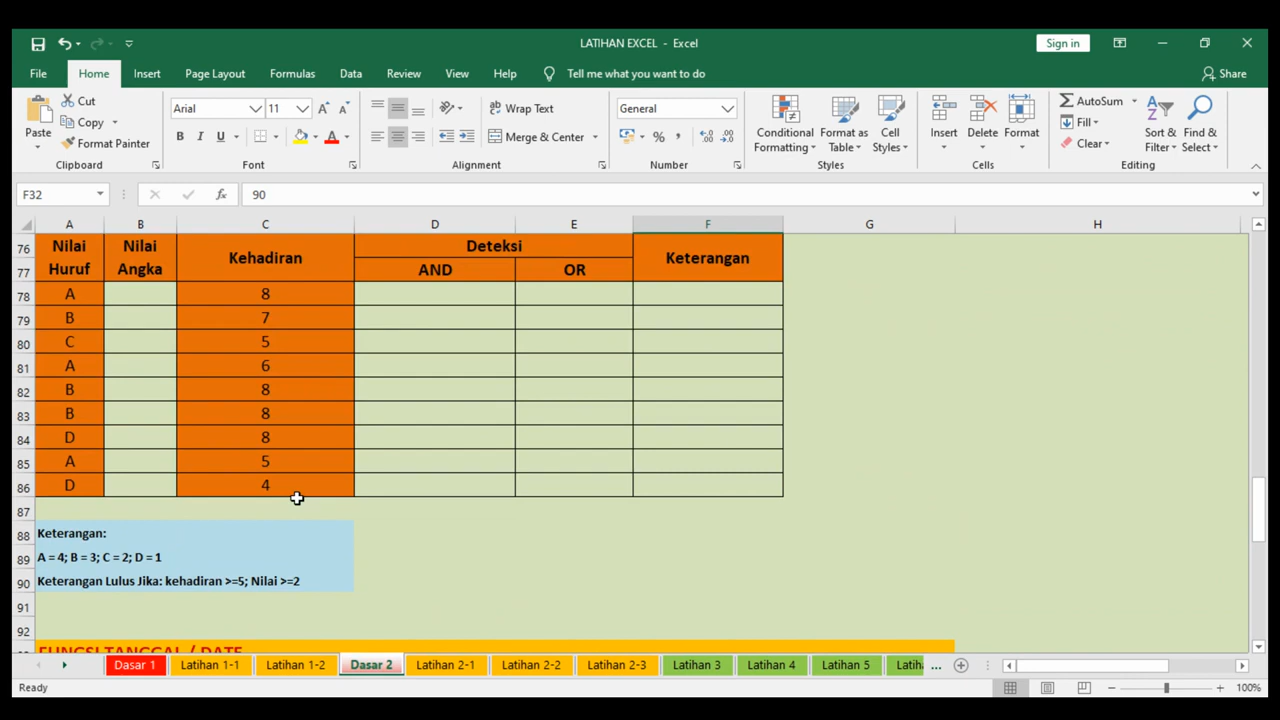 LATIHAN EXCEL - Excel
Sign in
File Home Insert Page Layout Formulas Data Review View Help Tell me what you want to do Share
Cut
Copy
Format Painter
Paste
Clipboard
Arial 11
B I U
Font
Wrap Text
Merge & Center
Alignment
General
Number
Conditional Formatting
Format as Table
Cell Styles
Styles
Insert Delete Format
Cells
AutoSum
Fill
Clear
Sort & Filter
Find & Select
Editing
F32 fx 90
A B C D E F G H
76 Nilai Nilai Kehadiran Deteksi Keterangan
77 Huruf Angka AND OR
78 A 8
79 B 7
80 C 5
81 A 6
82 B 8
83 B 8
84 D 8
85 A 5
86 D 4
87
88 Keterangan:
89 A = 4; B = 3; C = 2; D = 1
90 Keterangan Lulus Jika: kehadiran >=5; Nilai >=2
91
92
FUNGSI TANGGAL / DATE
Dasar 1 Latihan 1-1 Latihan 1-2 Dasar 2 Latihan 2-1 Latihan 2-2 Latihan 2-3 Latihan 3 Latihan 4 Latihan 5 Latih ...
Ready 100%